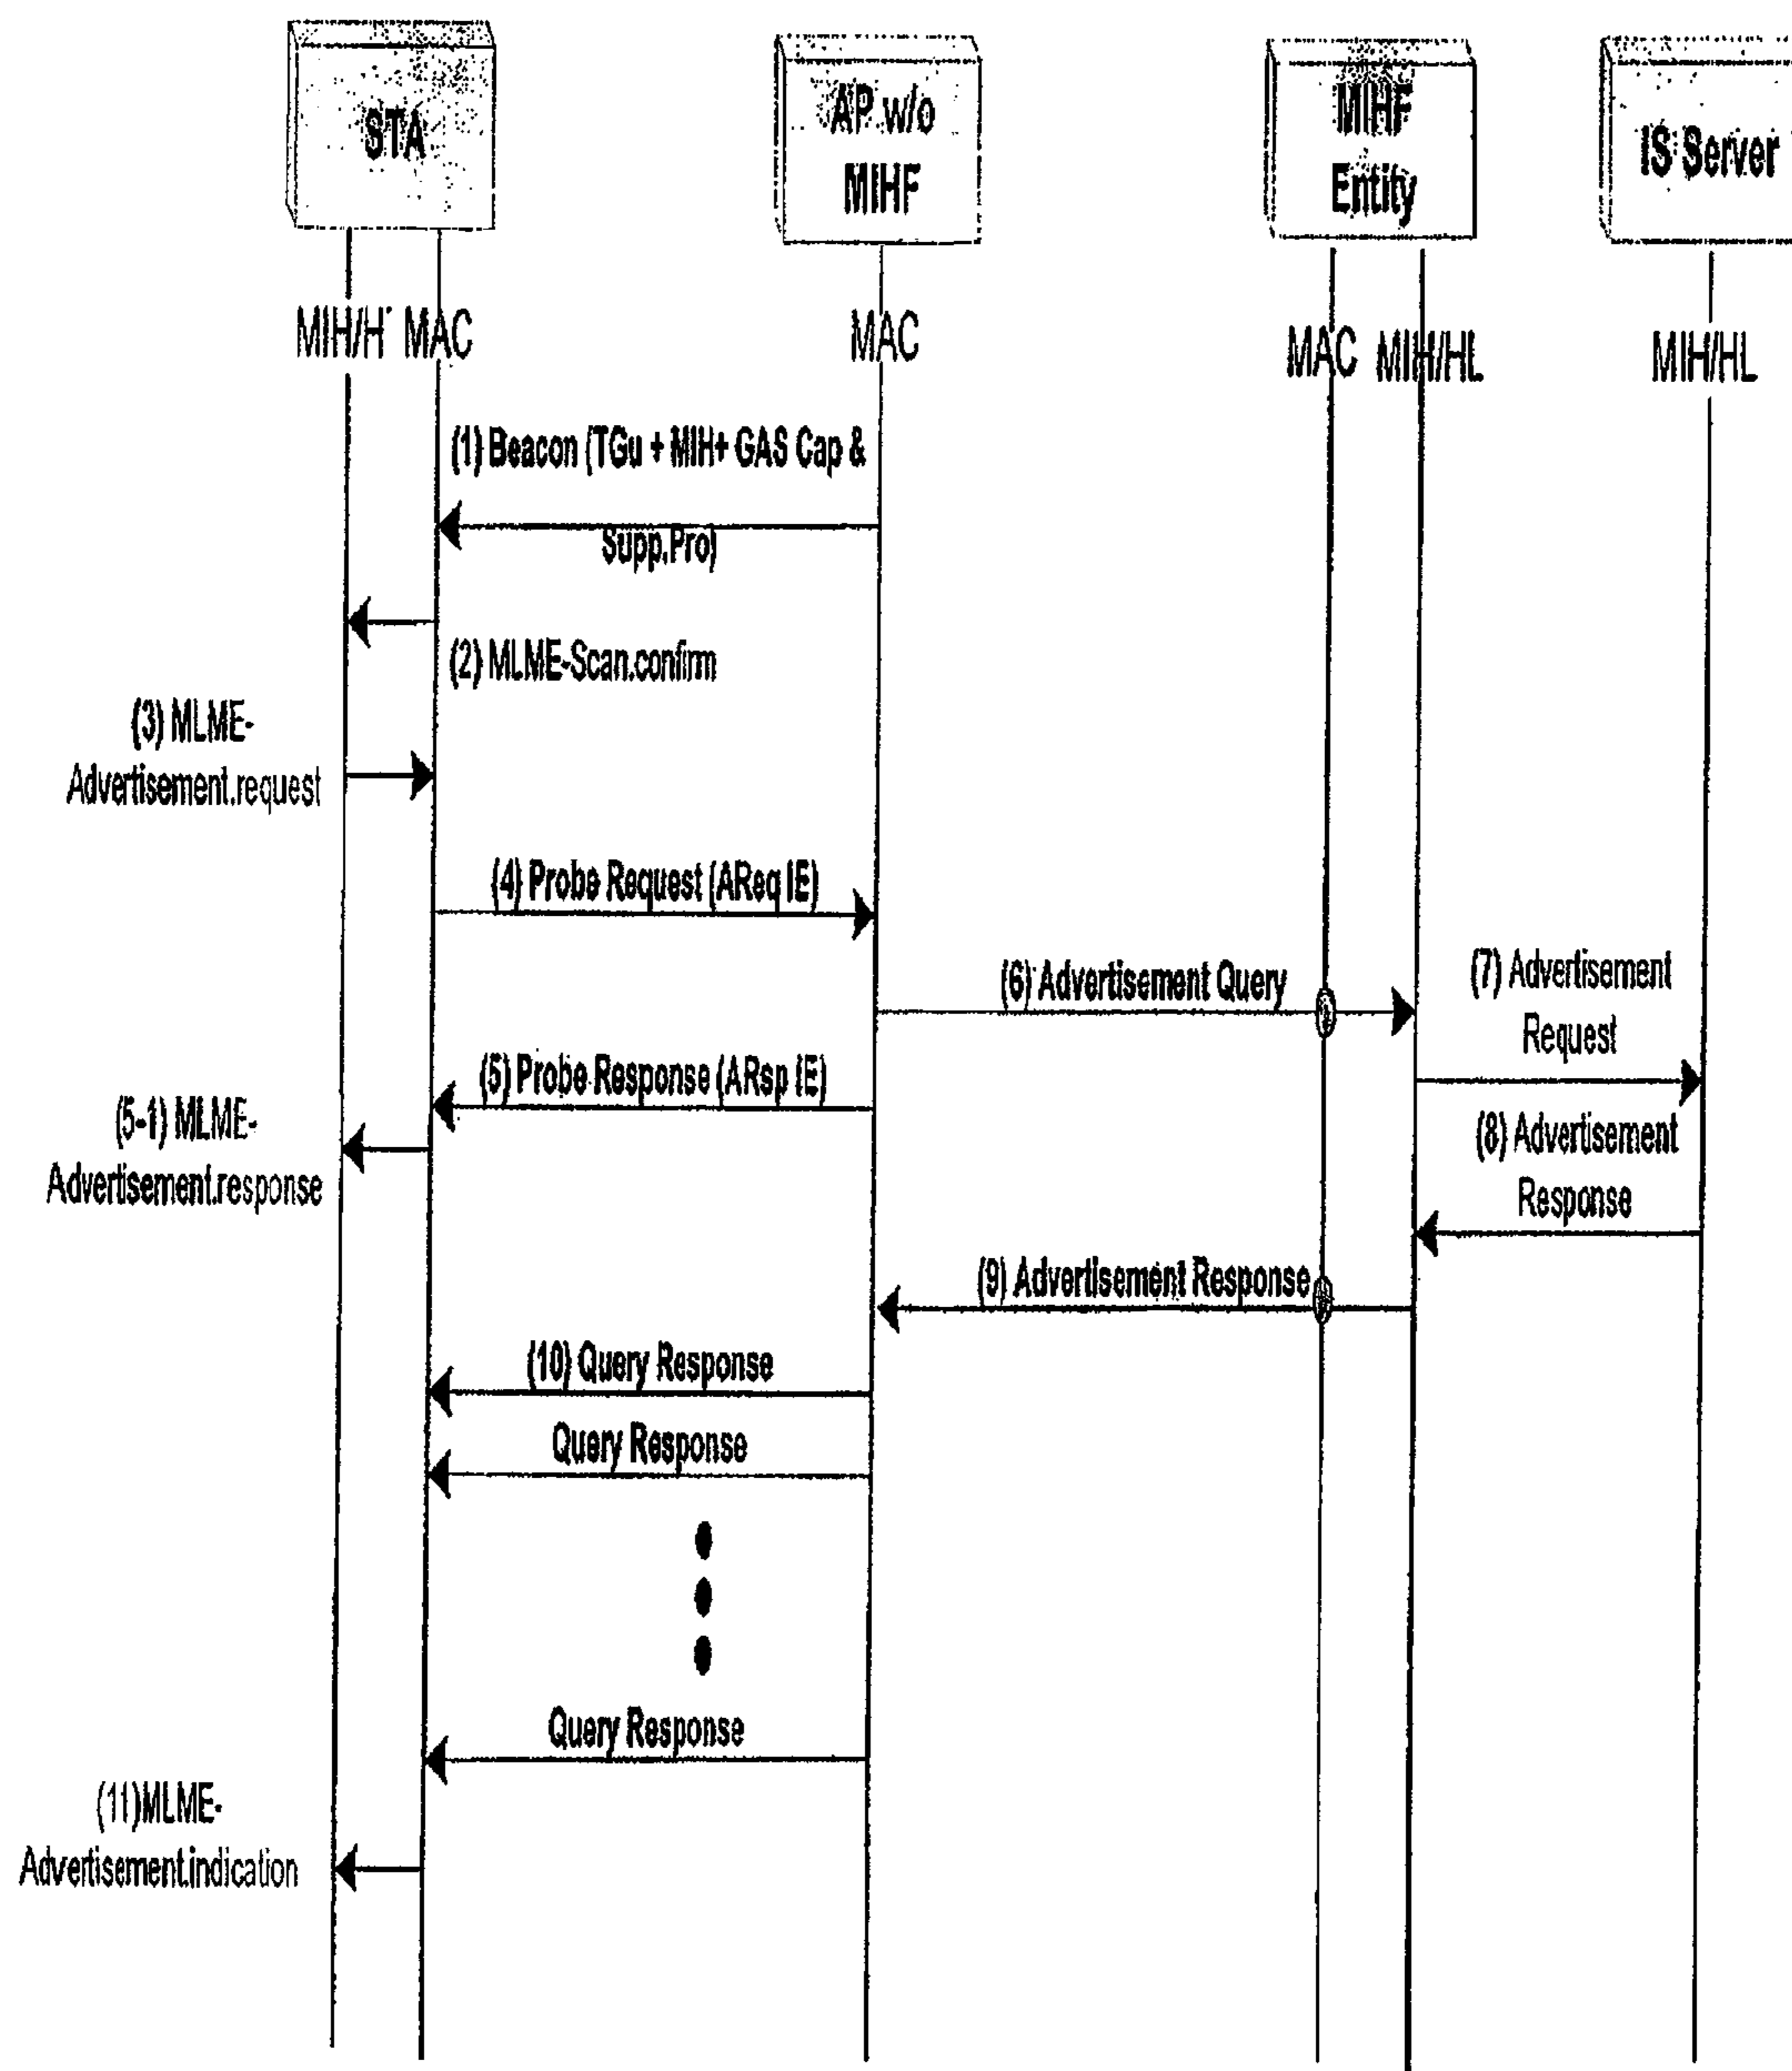 STA
AP w/o
MIHF
MIHF
Entity
IS Server
MIH/H
MAC
MAC
MAC
MIH/HL
MIH/HL
(1) Beacon (TGu + MIH+ GAS Cap &
Supp.Pro)
(2) MLME-Scan.confirm
(3) MLME-
Advertisement.request
(4) Probe Request (AReq IE)
(6) Advertisement Query
(7) Advertisement
Request
(5) Probe Response (ARsp IE)
(5-1) MLME-
Advertisement.response
(8) Advertisement
Response
(9) Advertisement Response
(10) Query Response
Query Response
Query Response
(11)MLME-
Advertisement.indication